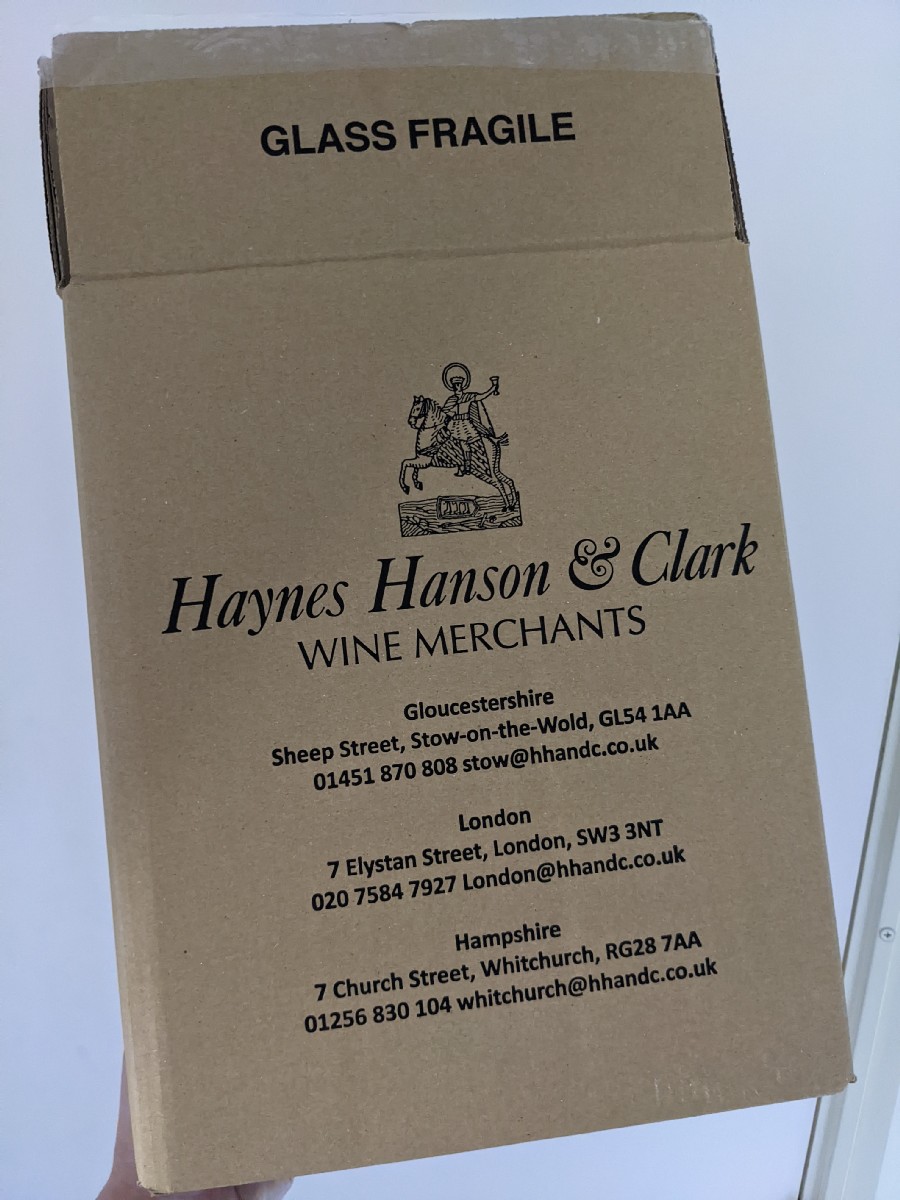 GLASS FRAGILE
Haynes Hanson & Clark
WINE MERCHANTS
Gloucestershire
Sheep Street, Stow-on-the-Wold, GL54 1AA
01451 870 808 stow@hhandc.co.uk
London
7 Elystan Street, London, SW3 3NT
020 7584 7927 London@hhandc.co.uk
Hampshire
7 Church Street, Whitchurch, RG28 7AA
01256 830 104 whitchurch@hhandc.co.uk